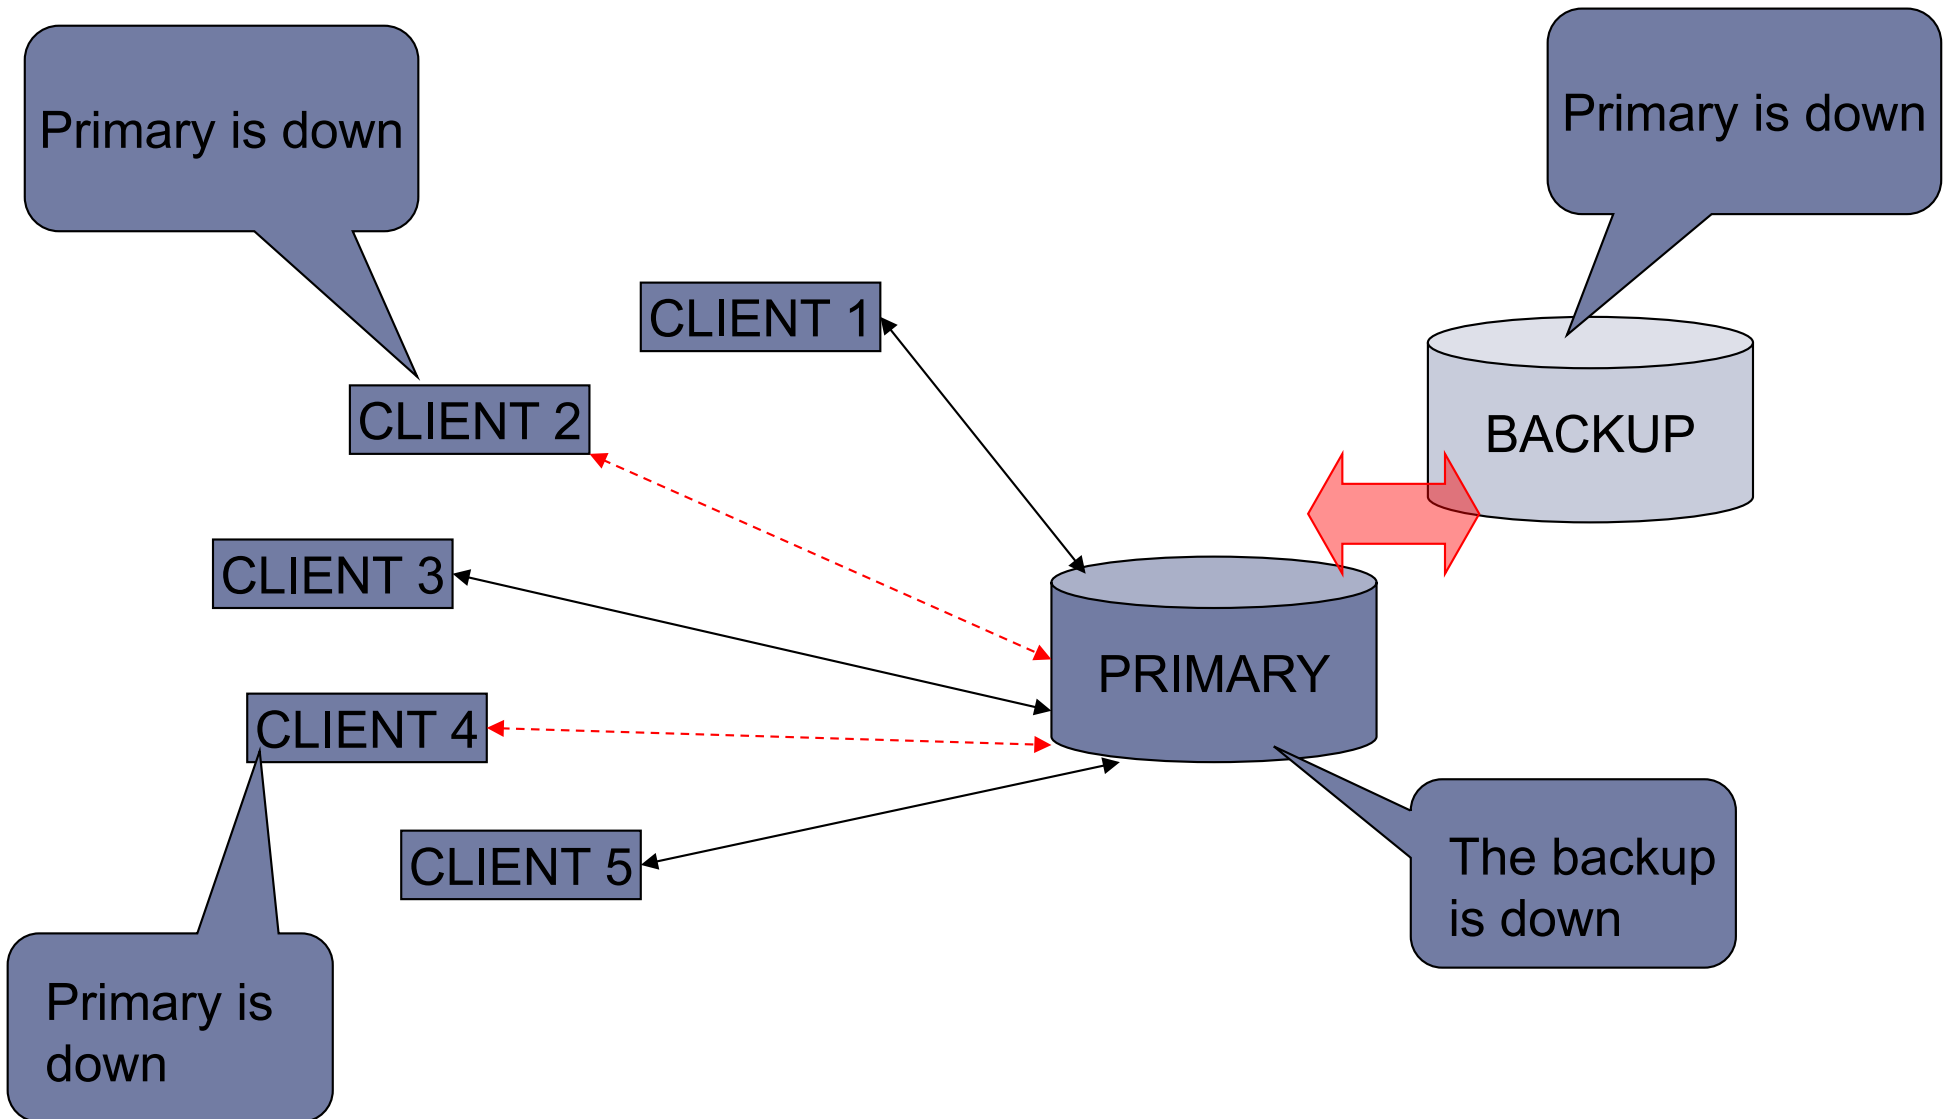 Primary is down
Primary is down
CLIENT 1
CLIENT 2
BACKUP
CLIENT 3
PRIMARY
CLIENT 4
CLIENT 5
The backup
is down
Primary is
down